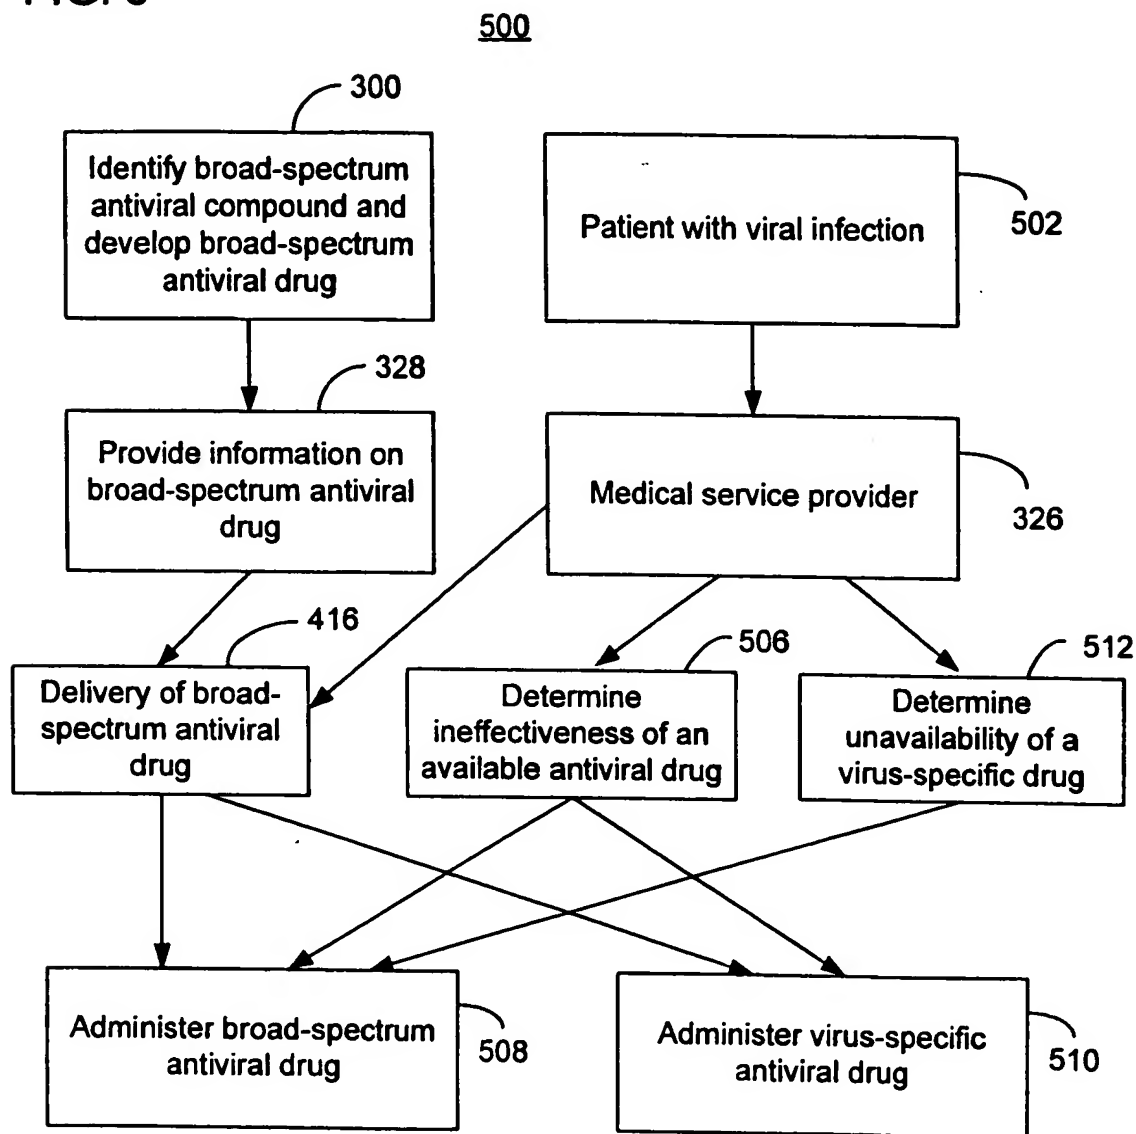 500
300
Identify broad-spectrum
antiviral compound and
develop broad-spectrum
antiviral drug
Patient with viral infection
502
328
Provide information on
broad-spectrum antiviral
drug
Medical service provider
326
416
Delivery of broad-
spectrum antiviral
drug
506
Determine
ineffectiveness of an
available antiviral drug
512
Determine
unavailability of a
virus-specific drug
Administer broad-spectrum
antiviral drug
508
Administer virus-specific
antiviral drug
510